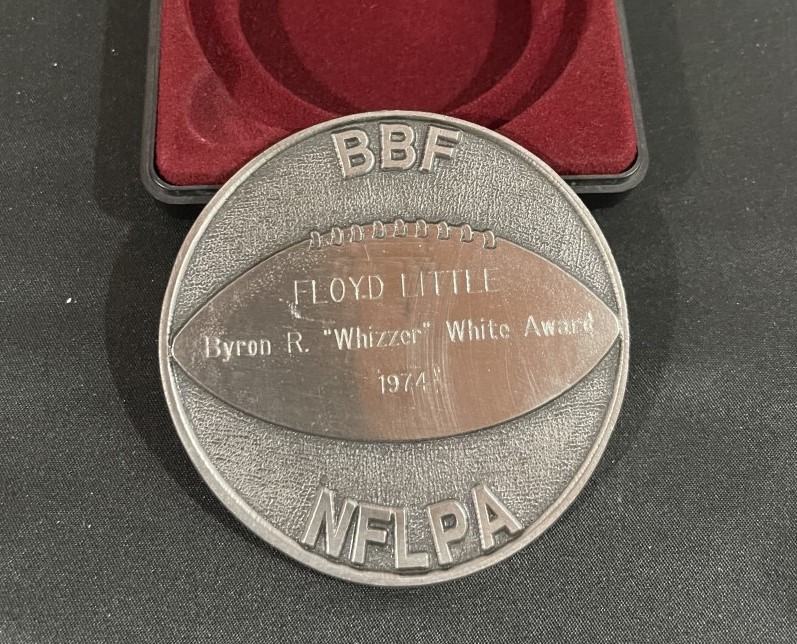 BBF
FLOYD LITTLE
Byron R. "Whizzer" White Award
1974
NFLPA